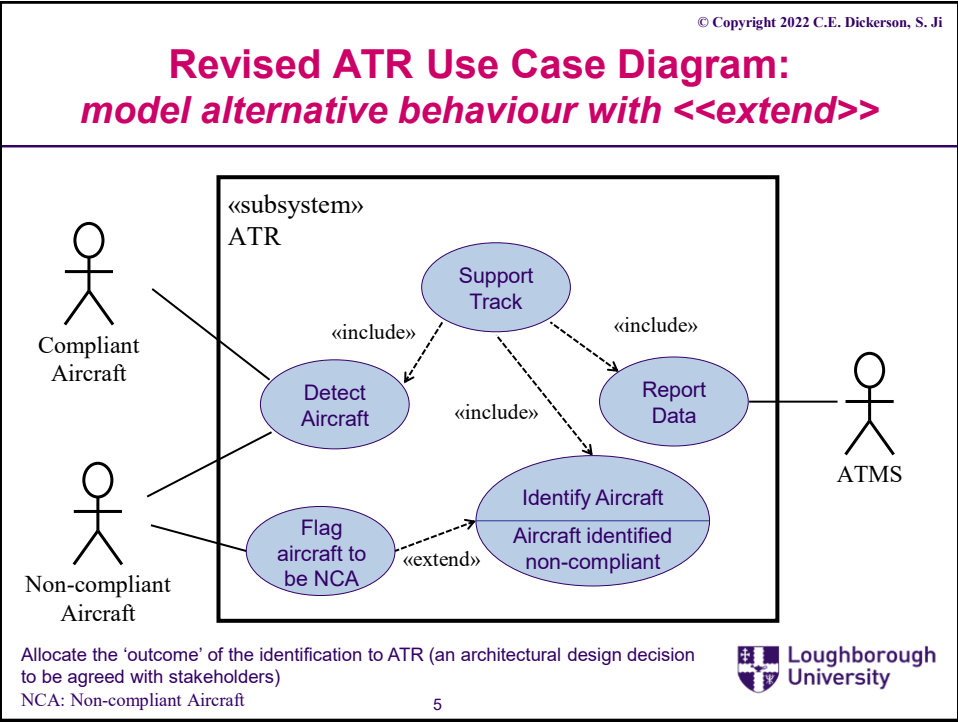 © Copyright 2022 C.E. Dickerson, S. Ji
Revised ATR Use Case Diagram:
model alternative behaviour with <<extend>>
«subsystem»
ATR
Support
Track
«include»
«include»
Compliant
Aircraft
Detect
Aircraft
«include»
Report
Data
ATMS
Identify Aircraft
Aircraft identified
non-compliant
Flag
aircraft to
be NCA
«extend»
Non-compliant
Aircraft
Allocate the ‘outcome’ of the identification to ATR (an architectural design decision
to be agreed with stakeholders)
NCA: Non-compliant Aircraft
5
Loughborough
University